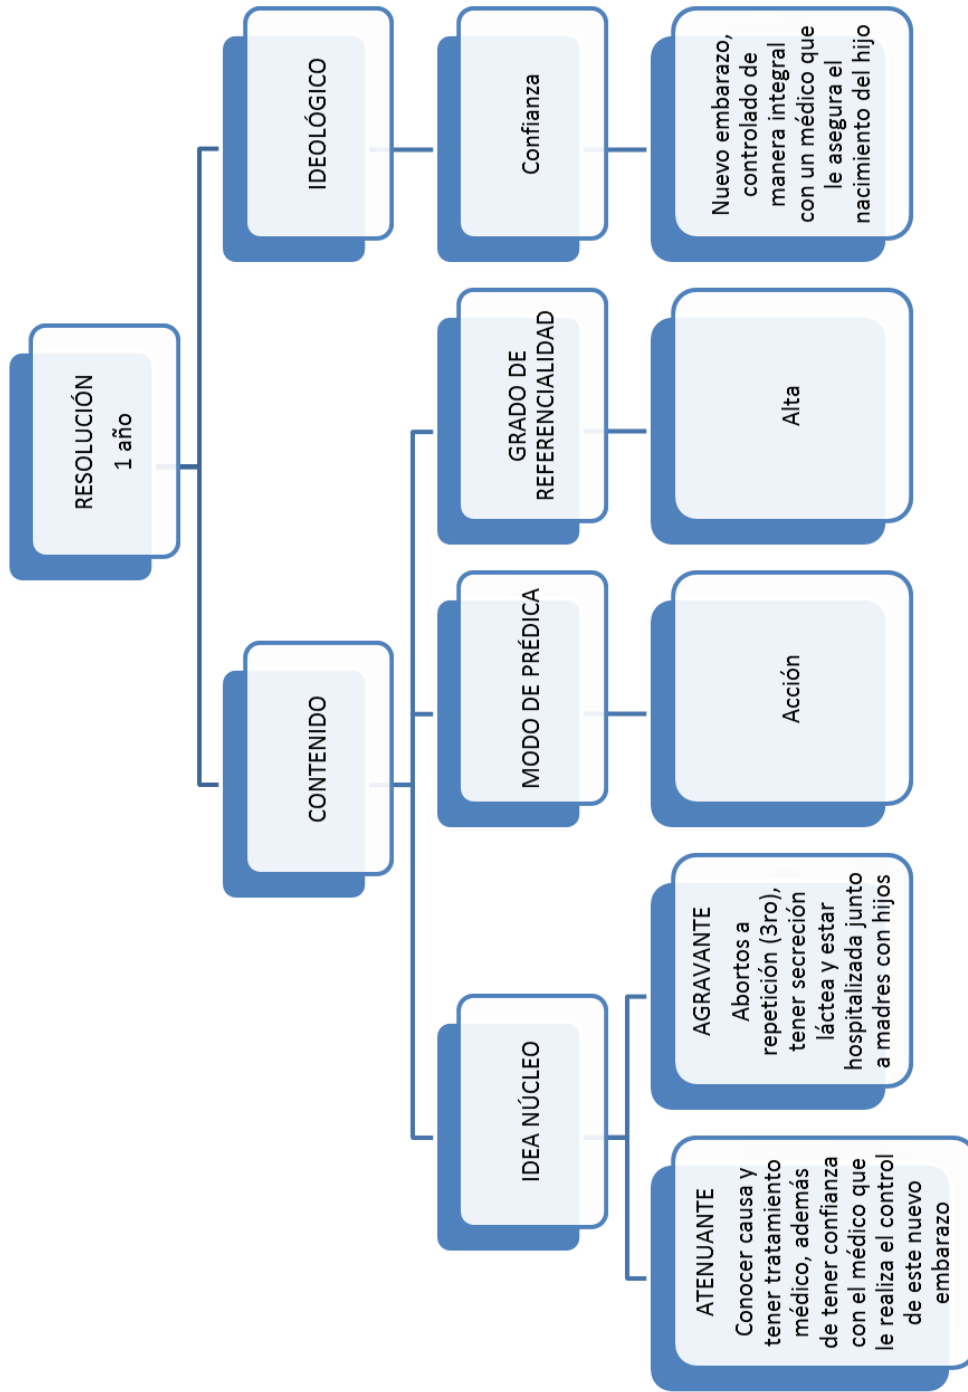 RESOLUCIÓN
1 año
CONTENIDO
IDEOLÓGICO
IDEA NÚCLEO
MODO DE PRÉDICA
GRADO DE
REFERENCIALIDAD
Confianza
ATENUANTE
Conocer causa y
tener tratamiento
médico, además
de tener confianza
con el médico que
le realiza el control
de este nuevo
embarazo
AGRAVANTE
Abortos a
repetición (3ro),
tener secreción
láctea y estar
hospitalizada junto
a madres con hijos
Acción
Alta
Nuevo embarazo,
controlado de
manera integral
con un médico que
le asegura el
nacimiento del hijo